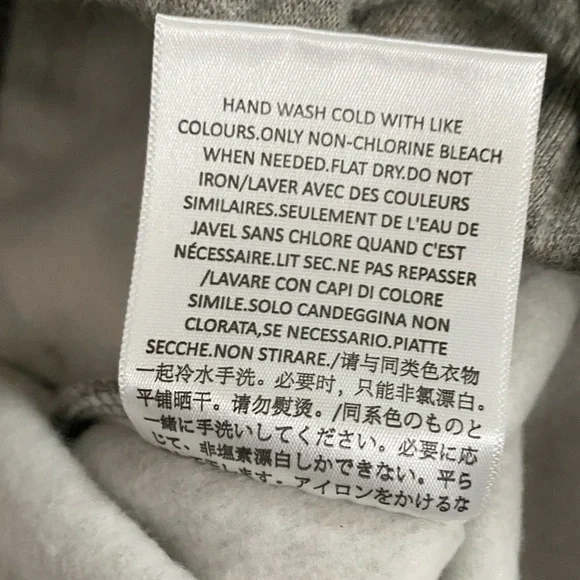 HAND WASH COLD WITH LIKE
COLOURS.ONLY NON-CHLORINE BLEACH
WHEN NEEDED.FLAT DRY.DO NOT
IRON/LAVER AVEC DES COULEURS
SIMILAIRES.SEULEMENT DE L'EAU DE
JAVEL SANS CHLORE QUAND C'EST
NÉCESSAIRE.LIT SEC.NE PAS REPASSER
/LAVARE CON CAPI DI COLORE
SIMILE.SOLO CANDEGGINA NON
CLORATA,SE NECESSARIO.PIATTE
SECCHE.NON STIRARE./请与同类色衣物
一起冷水手洗。必要时，只能非氯漂白。
平铺晒干。请勿熨烫。/同系色のものと
一緒に手洗いしてください。必要に応
じて、非塩素漂白しかできない。平ら
します。アイロンをかけるな